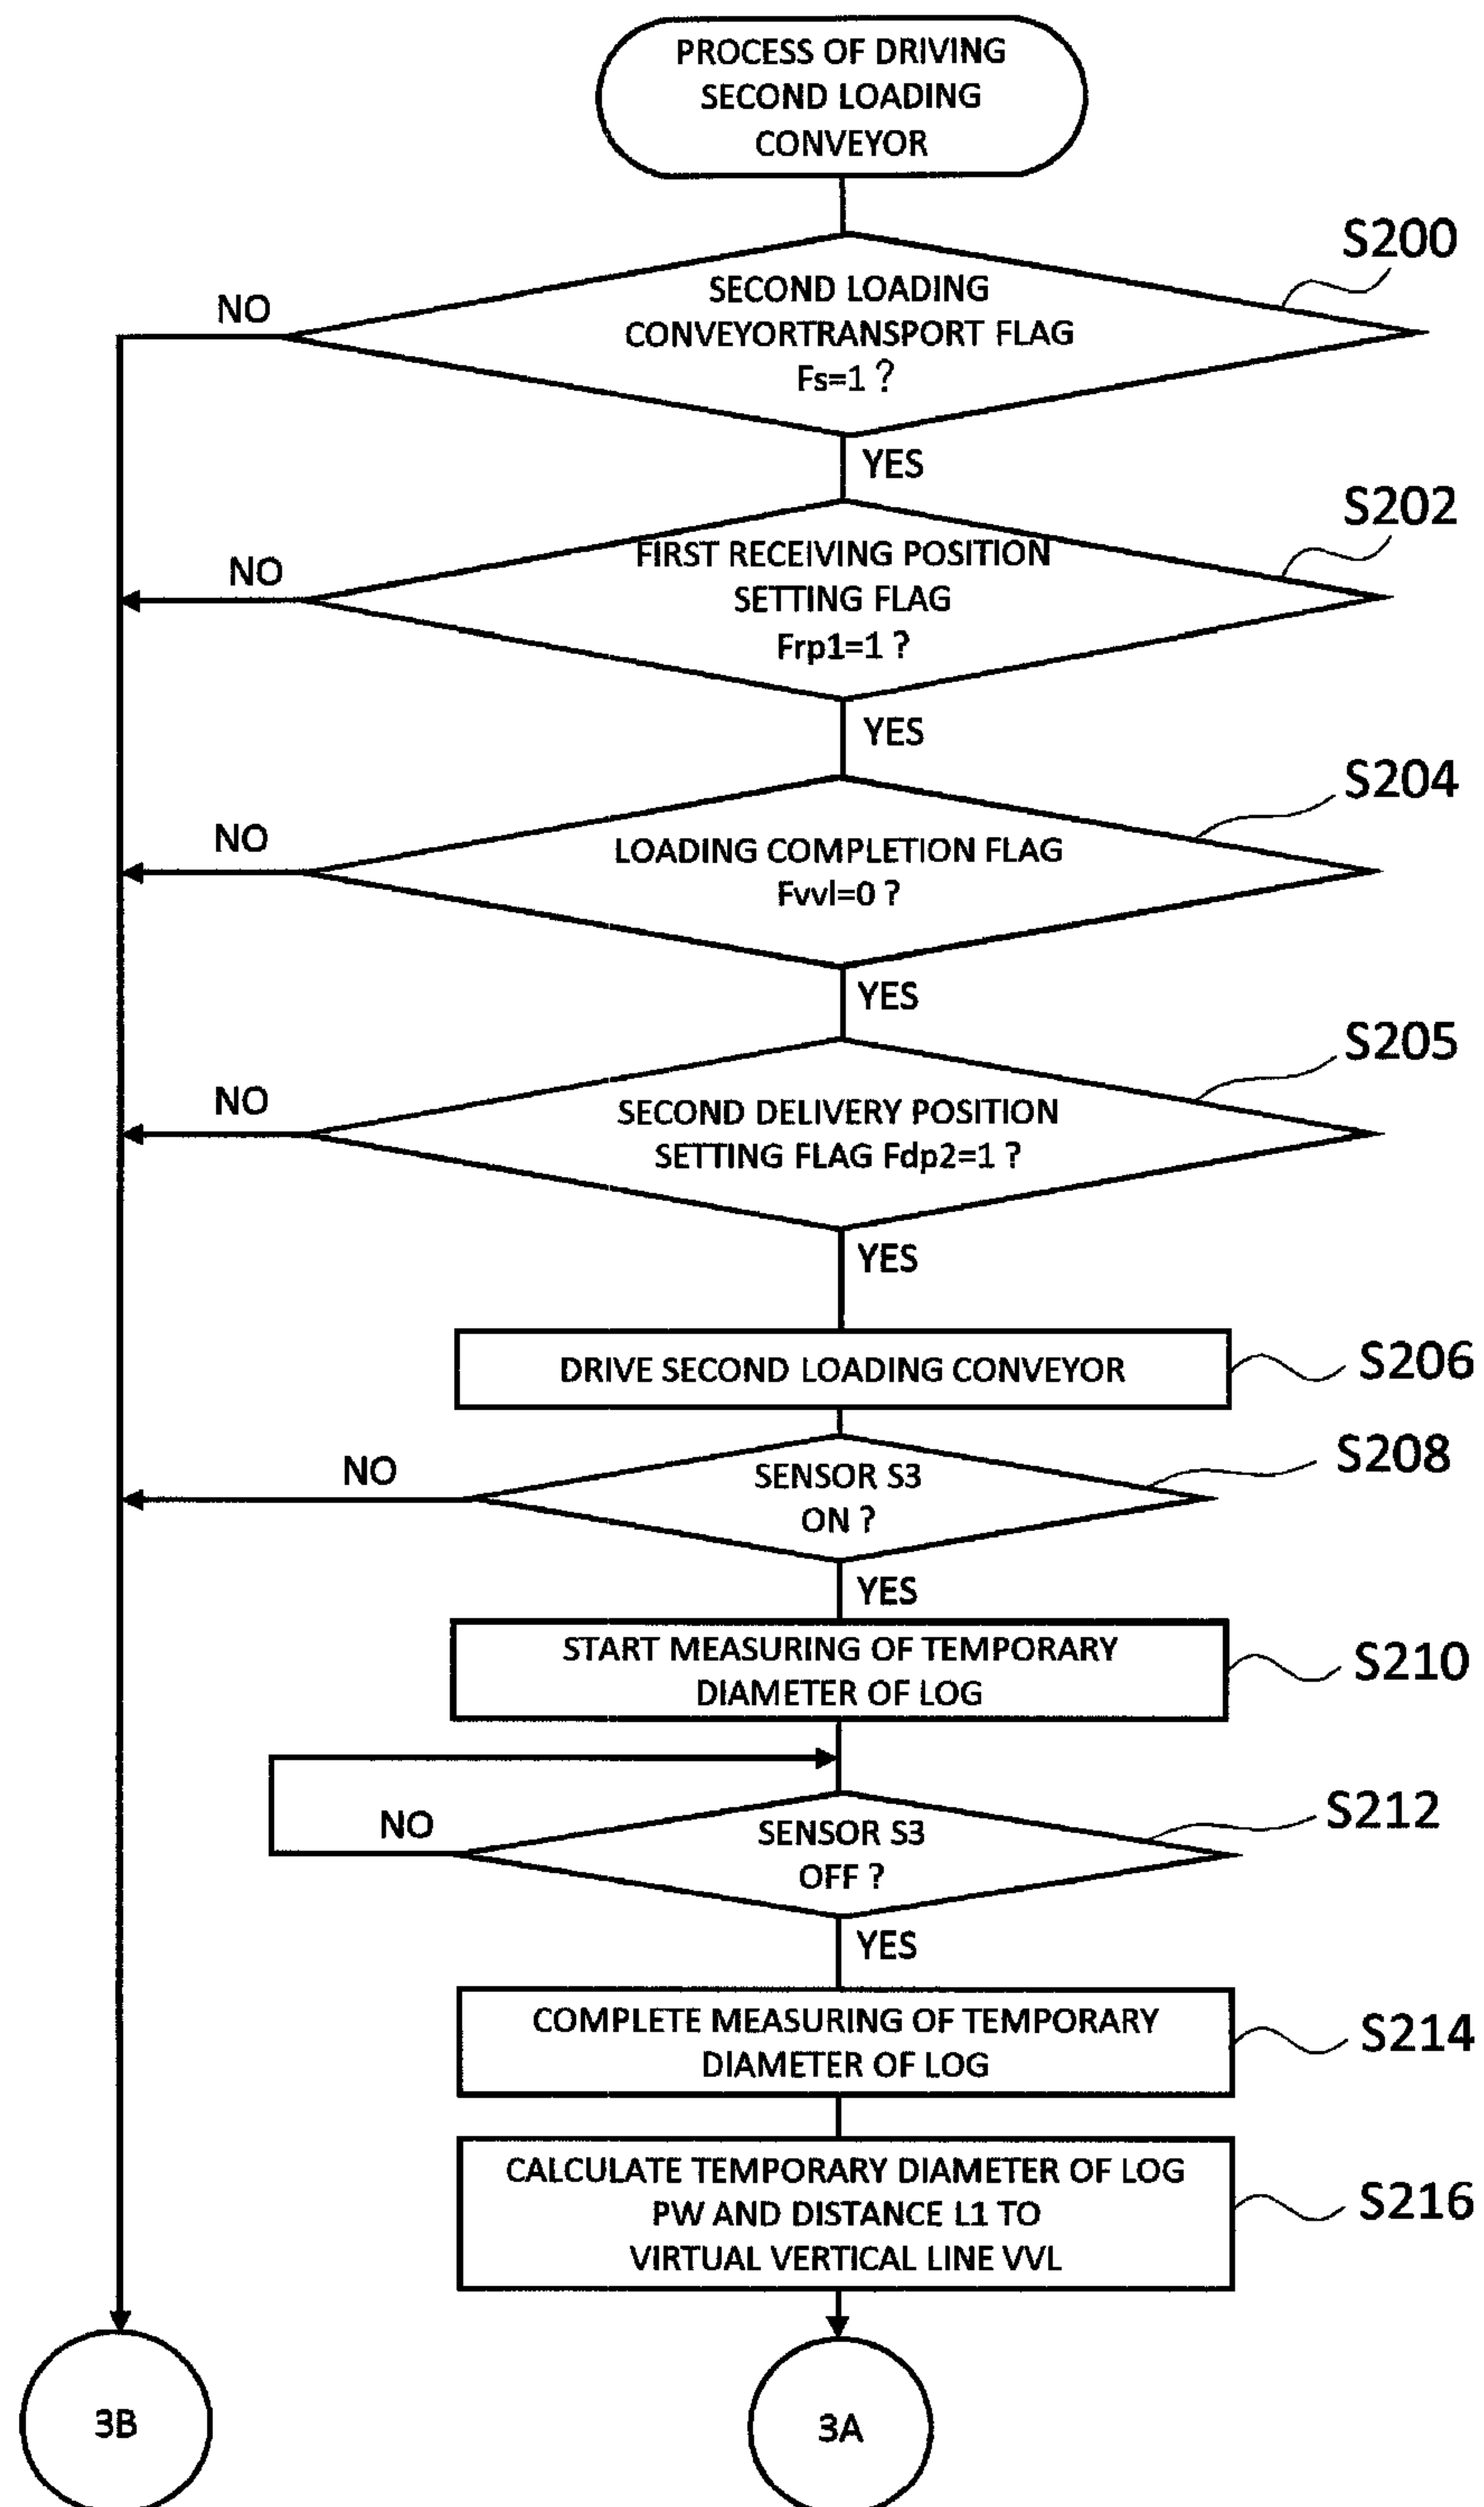 PROCESS OF DRIVING
SECOND LOADING
CONVEYOR
S200
SECOND LOADING
CONVEYORTRANSPORT FLAG
Fs=1 ?
NO
YES
S202
FIRST RECEIVING POSITION
SETTING FLAG
Frp1=1 ?
NO
YES
S204
LOADING COMPLETION FLAG
Fvvl=0 ?
NO
YES
S205
SECOND DELIVERY POSITION
SETTING FLAG Fdp2=1 ?
NO
YES
DRIVE SECOND LOADING CONVEYOR
S206
S208
SENSOR S3
ON ?
NO
YES
START MEASURING OF TEMPORARY
DIAMETER OF LOG
S210
S212
SENSOR S3
OFF ?
NO
YES
COMPLETE MEASURING OF TEMPORARY
DIAMETER OF LOG
S214
CALCULATE TEMPORARY DIAMETER OF LOG
PW AND DISTANCE L1 TO
VIRTUAL VERTICAL LINE VVL
S216
3B
3A